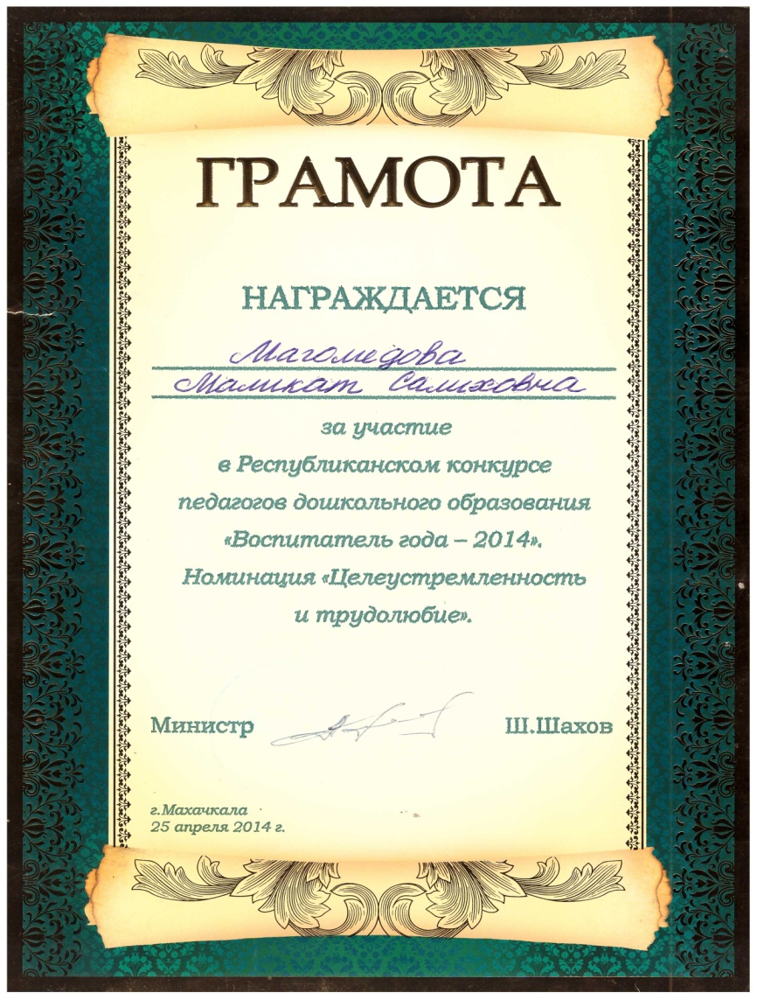 ГРАМОТА
НАГРАЖДАЕТСЯ
Магомедова
Маликат Салиховна
за участие
в Республиканском конкурсе
педагогов дошкольного образования
«Воспитатель года – 2014».
Номинация «Целеустремленность
и трудолюбие».
Министр Ш.Шахов
г.Махачкала
25 апреля 2014 г.